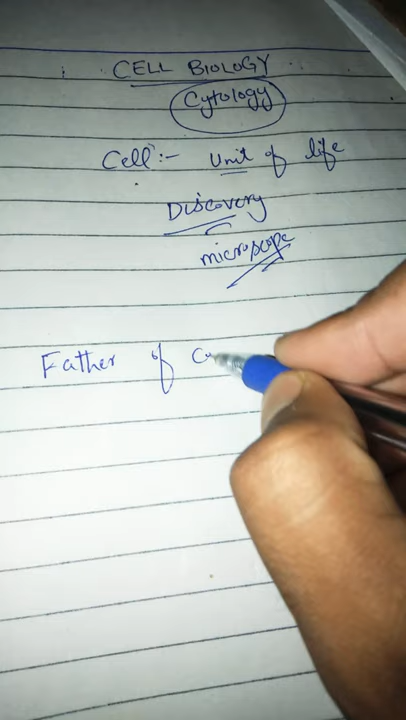 CELL BIOLOGY
Cytology
Cell :- Unit of life
Discovery
microscope
Father of